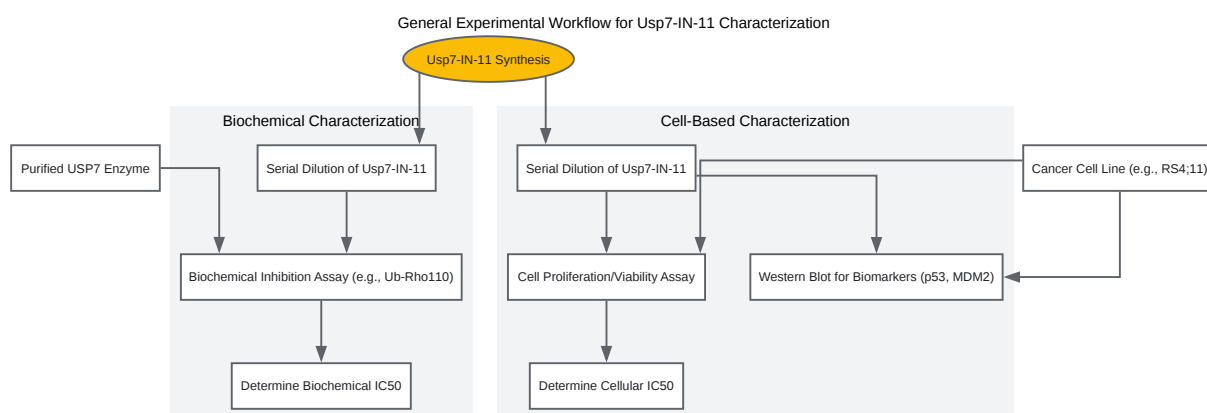 General Experimental Workflow for Usp7-IN-11 Characterization
Usp7-IN-11 Synthesis
Biochemical Characterization
Cell-Based Characterization
Purified USP7 Enzyme
Serial Dilution of Usp7-IN-11
Serial Dilution of Usp7-IN-11
Cancer Cell Line (e.g., RS4;11)
Biochemical Inhibition Assay (e.g., Ub-Rho110)
Cell Proliferation/Viability Assay
Western Blot for Biomarkers (p53, MDM2)
Determine Biochemical IC50
Determine Cellular IC50